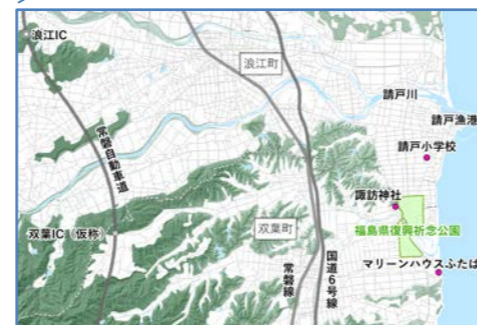 浪江IC
浪江町
請戸川
請戸漁港
請戸小学校
常磐自動車道
諏訪神社
双葉IC（仮称）
双葉町
福島県復興祈念公園
マリーンハウスふたば
常磐線
国道6号線